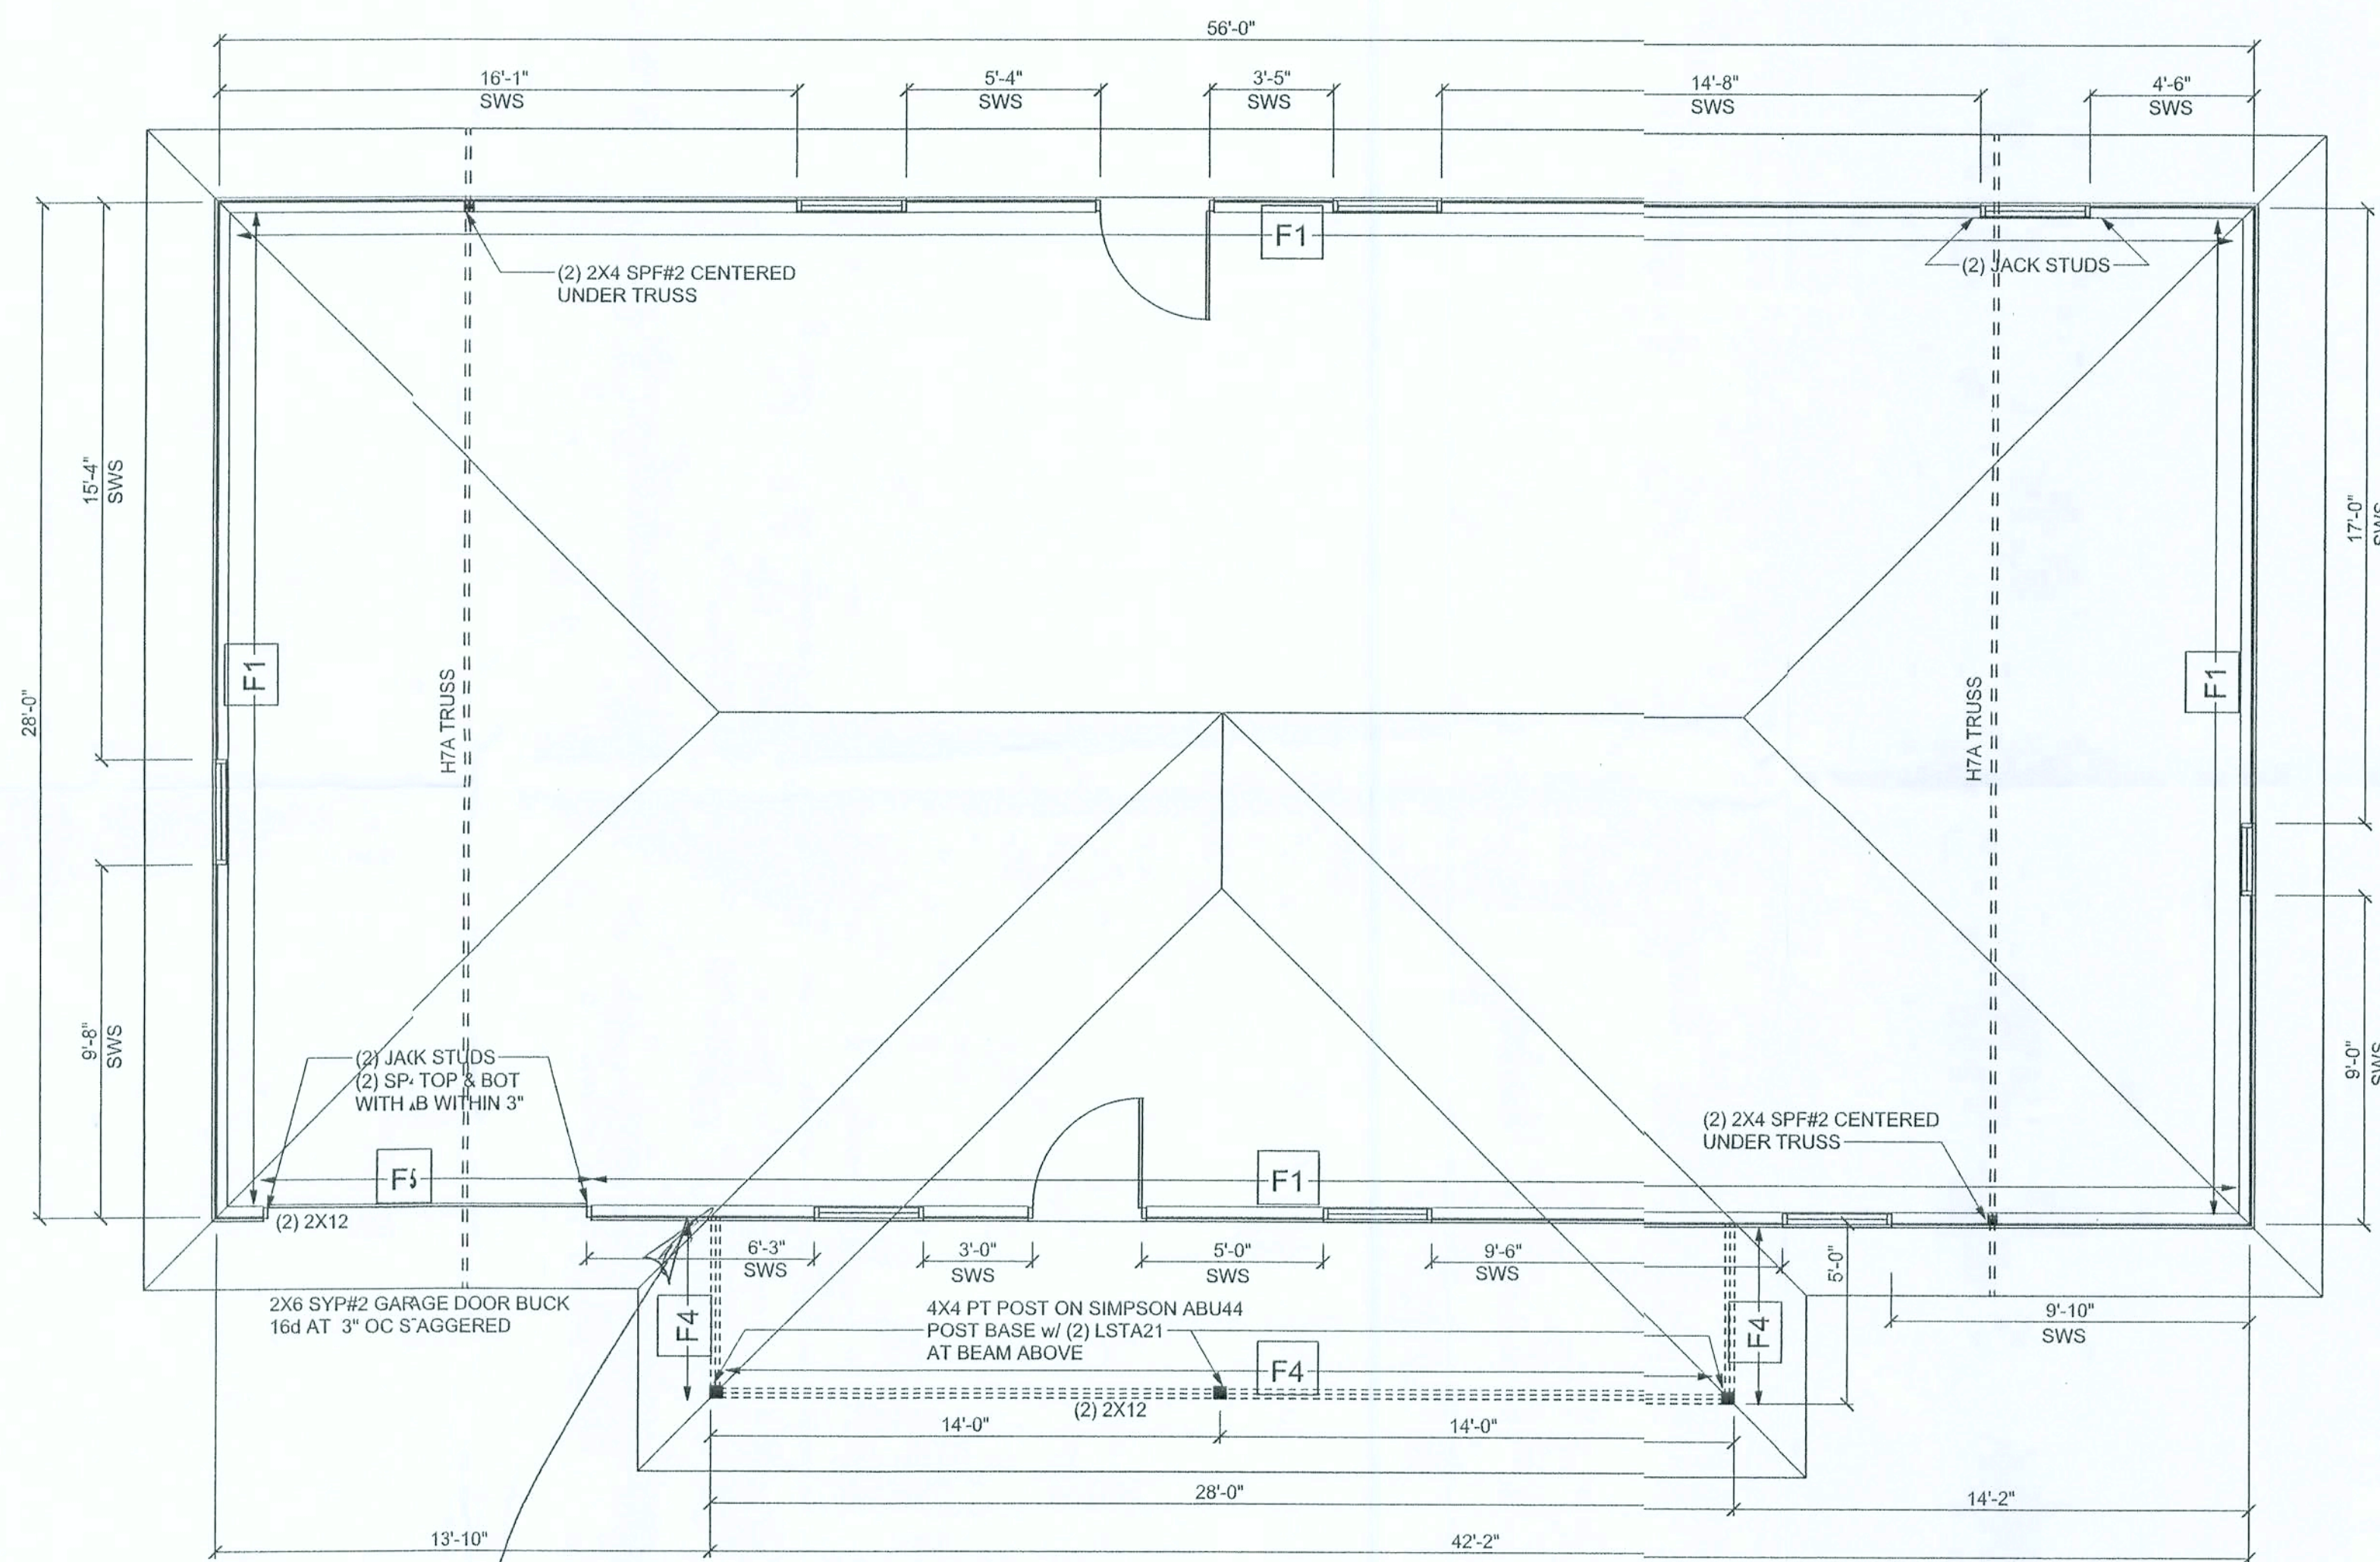 56'-0"
16'-1"
SWS
5'-4"
SWS
3'-5"
SWS
14'-8"
SWS
4'-6"
SWS
F1
(2) 2X4 SPF#2 CENTERED
UNDER TRUSS
(2) JACK STUDS
28'-0"
15'-4"
SWS
9'-8"
SWS
F1
H7A TRUSS
H7A TRUSS
F1
17'-0"
SWS
9'-0"
SWS
(2) JACK STUDS
TOP & BOT
WITH WITHIN 3"
(2) 2X12
F1
(2) 2X4 SPF#2 CENTERED
UNDER TRUSS
6'-3"
SWS
3'-0"
SWS
5'-0"
SWS
9'-6"
SWS
5'-0"
9'-10"
SWS
2X6 SYP#2 GARAGE DOOR BUCK
16d AT 3" OC STAGGERED
F4
4X4 PT POST ON SIMPSON ABU44
POST BASE w/ (2) LSTA21
AT BEAM ABOVE
F4
F4
(2) 2X12
14'-0"
14'-0"
28'-0"
14'-2"
13'-10"
42'-2"